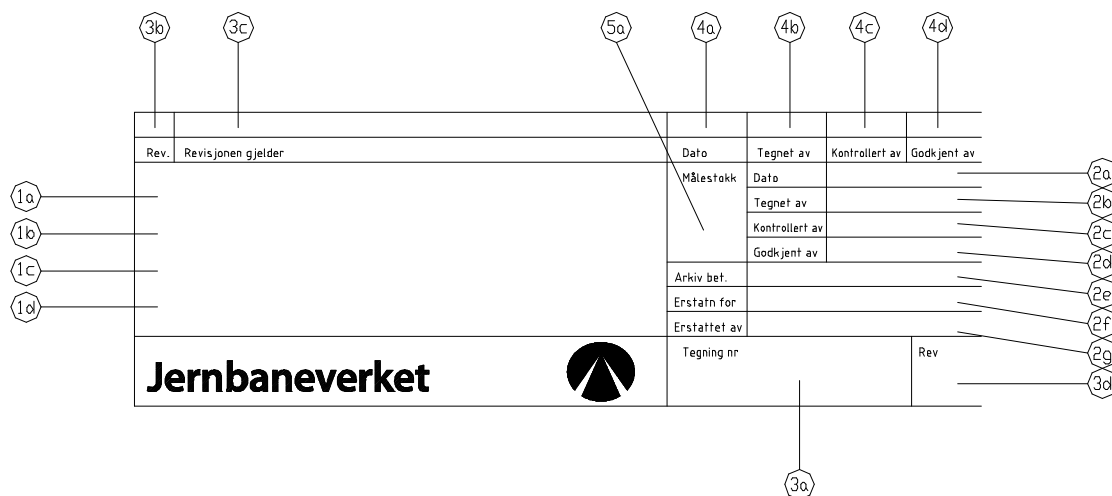 3b 3c 5a 4a 4b 4c 4d
Rev. Revisjonen gjelder Dato Tegnet av Kontrollert av Godkjent av
Målestokk Dato 2a
1a Tegnet av 2b
1b Kontrollert av 2c
Godkjent av 2d
1c Arkiv bet. 2e
1d Erstatn for 2f
Erstattet av 2g
Jernbaneverket Tegning nr Rev
3d
3a